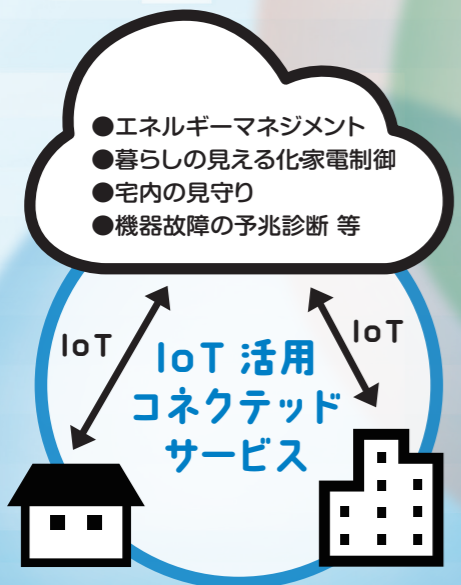 ●エネルギーマネジメント
●暮らしの見える化・家電制御
●宅内の見守り
●機器故障の予兆診断 等
IoT
IoT
IoT 活用
コネクテッド
サービス